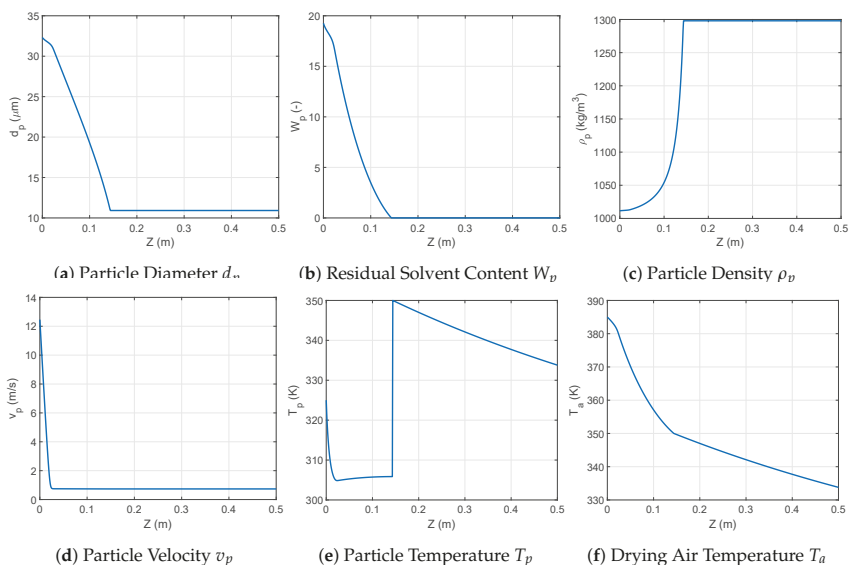 35
30
25
20
15
10
d_p (μm)
0 0.1 0.2 0.3 0.4 0.5
Z (m)
(a) Particle Diameter d_p
20
15
10
5
0
W_p (-)
0 0.1 0.2 0.3 0.4 0.5
Z (m)
(b) Residual Solvent Content W_p
1300
1250
1200
1150
1100
1050
1000
ρ_p (kg/m³)
0 0.1 0.2 0.3 0.4 0.5
Z (m)
(c) Particle Density ρ_p
14
12
10
8
6
4
2
0
v_p (m/s)
0 0.1 0.2 0.3 0.4 0.5
Z (m)
(d) Particle Velocity v_p
350
340
330
320
310
300
T_p (K)
0 0.1 0.2 0.3 0.4 0.5
Z (m)
(e) Particle Temperature T_p
390
380
370
360
350
340
330
T_a (K)
0 0.1 0.2 0.3 0.4 0.5
Z (m)
(f) Drying Air Temperature T_a